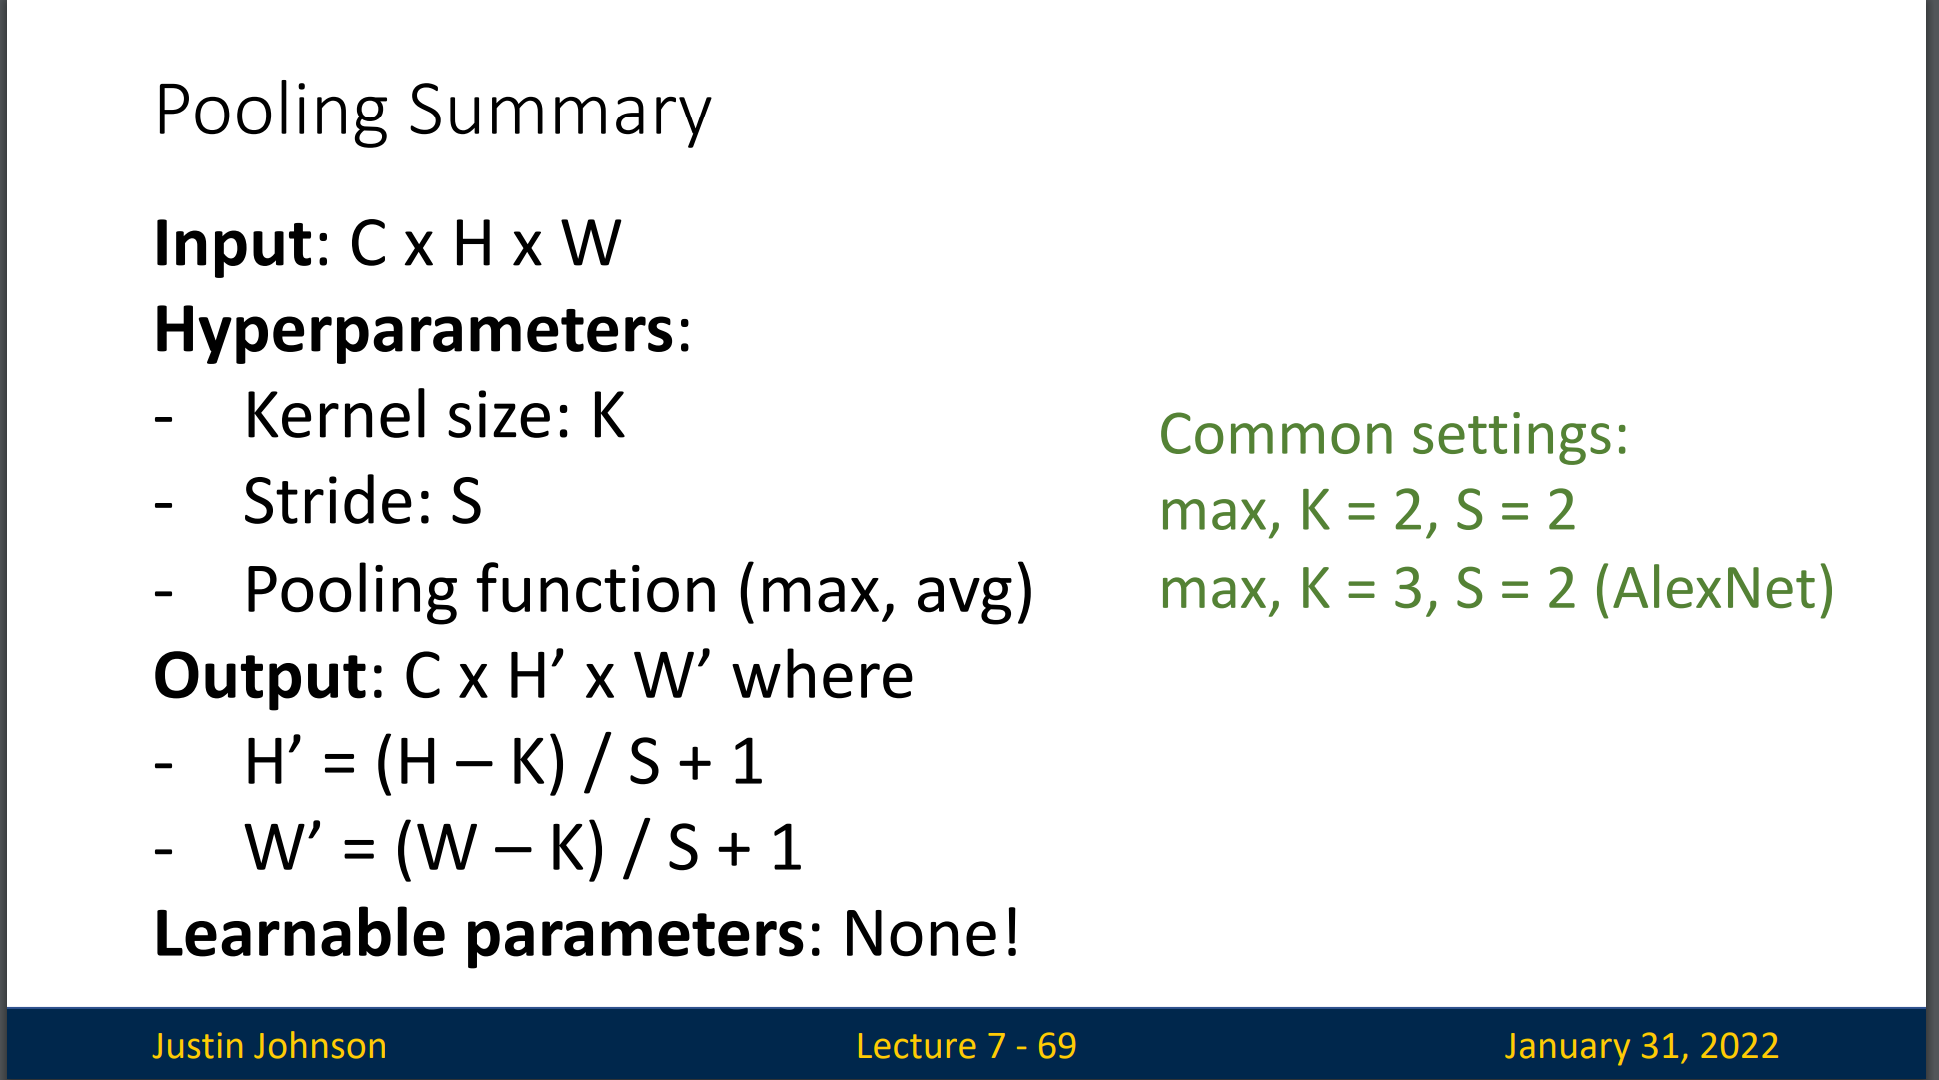 Pooling Summary
Input: C x H x W
Hyperparameters:
- Kernel size: K
- Stride: S
- Pooling function (max, avg)
Output: C x H’ x W’ where
- H’ = (H – K) / S + 1
- W’ = (W – K) / S + 1
Learnable parameters: None!
Common settings:
max, K = 2, S = 2
max, K = 3, S = 2 (AlexNet)
Justin Johnson
Lecture 7 - 69
January 31, 2022